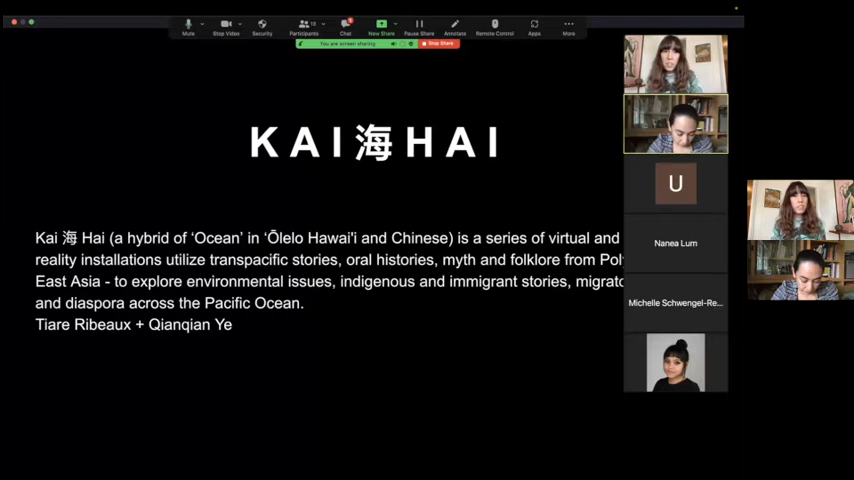 Mute
Stop Video
Security
13
Participants
Chat
New Share
Pause Share
Annotate
Remote Control
Apps
More
You are screen sharing
Stop Share
KAI海HAI
Kai 海 Hai (a hybrid of ‘Ocean’ in ‘Ōlelo Hawai'i and Chinese) is a series of virtual and
reality installations utilize transpacific stories, oral histories, myth and folklore from Pol
East Asia - to explore environmental issues, indigenous and immigrant stories, migrato
and diaspora across the Pacific Ocean.
Tiare Ribeaux + Qianqian Ye
U
Nanea Lum
Michelle Schwengel-Re...